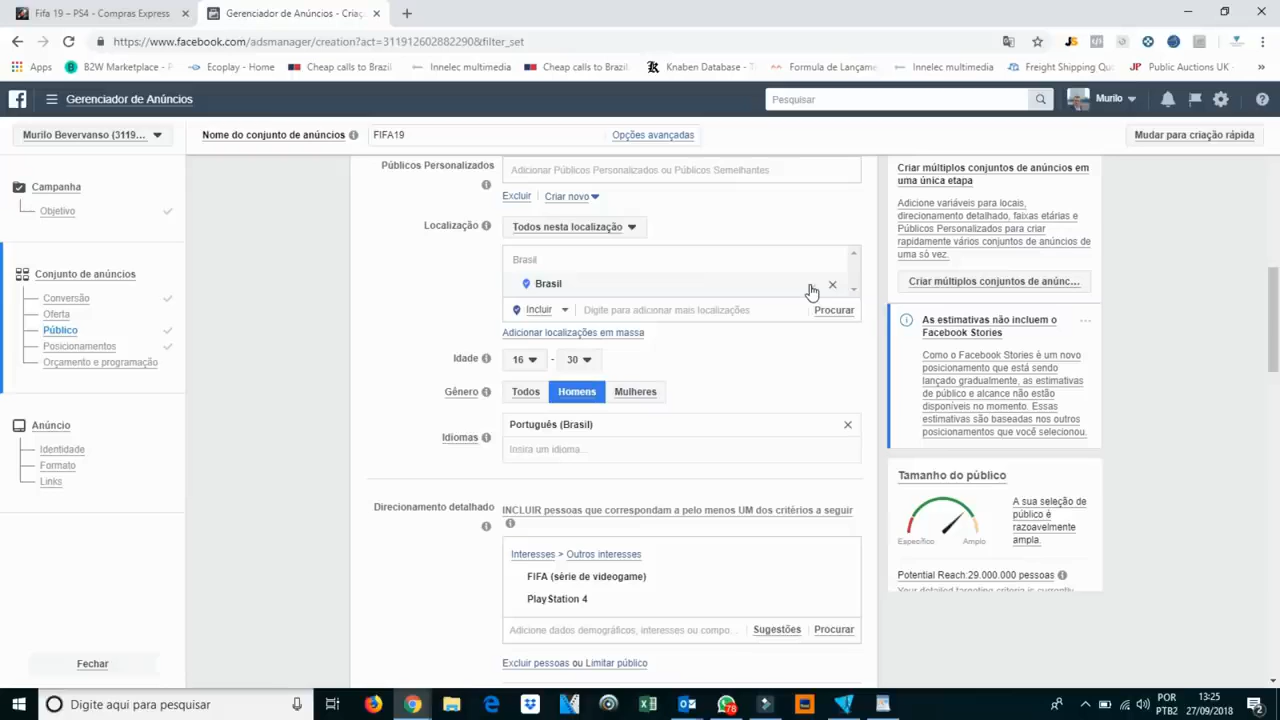 Fifa 19 – PS4 - Compras Express
Gerenciador de Anúncios - Criaç
https://www.facebook.com/adsmanager/creation?act=311912602882290&filter_set
Apps
B2W Marketplace - P
Ecoplay - Home
Cheap calls to Brazil
Innelec multimedia
Cheap calls to Brazil
Knaben Database - T
Formula de Lançame
Innelec multimedia
Freight Shipping Quo
Public Auctions UK -
Gerenciador de Anúncios
Pesquisar
Murilo
Murilo Bevervanso (3119...
Nome do conjunto de anúncios
FIFA19
Opções avançadas
Mudar para criação rápida
Campanha
Objetivo
Conjunto de anúncios
Conversão
Oferta
Público
Posicionamentos
Orçamento e programação
Anúncio
Identidade
Formato
Links
Fechar
Públicos Personalizados
Adicionar Públicos Personalizados ou Públicos Semelhantes
Excluir
Criar novo
Localização
Todos nesta localização
Brasil
Brasil
Incluir
Digite para adicionar mais localizações
Procurar
Adicionar localizações em massa
Idade
16
-
30
Gênero
Todos
Homens
Mulheres
Idiomas
Português (Brasil)
Insira um idioma...
Direcionamento detalhado
INCLUIR pessoas que correspondam a pelo menos UM dos critérios a seguir
Interesses > Outros interesses
FIFA (série de videogame)
PlayStation 4
Adicione dados demográficos, interesses ou compo...
Sugestões
Procurar
Excluir pessoas ou Limitar público
Criar múltiplos conjuntos de anúncios em
uma única etapa
Adicione variáveis para locais,
direcionamento detalhado, faixas etárias e
Públicos Personalizados para criar
rapidamente vários conjuntos de anúncios de
uma só vez.
Criar múltiplos conjuntos de anúnc...
As estimativas não incluem o
Facebook Stories
Como o Facebook Stories é um novo
posicionamento que está sendo
lançado gradualmente, as estimativas
de público e alcance não estão
disponíveis no momento. Essas
estimativas são baseadas nos outros
posicionamentos que você selecionou.
Tamanho do público
Específico
Amplo
A sua seleção de
público é
razoavelmente
ampla.
Potential Reach:29.000.000 pessoas
Your detailed targeting criteria is currently
Digite aqui para pesquisar
78
POR
PTB2
13:25
27/09/2018
2